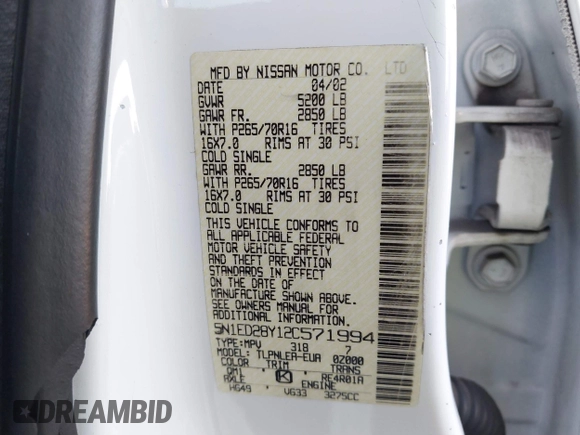 MFD BY NISSAN MOTOR CO. LTD
DATE 04/02
GVWR 5200 LB
GAWR FR. 2850 LB
WITH P265/70R16 TIRES
16X7.0 RIMS AT 30 PSI
COLD SINGLE
GAWR RR. 2850 LB
WITH P265/70R16 TIRES
16X7.0 RIMS AT 30 PSI
COLD SINGLE
THIS VEHICLE CONFORMS TO
ALL APPLICABLE FEDERAL
MOTOR VEHICLE SAFETY
AND THEFT PREVENTION
STANDARDS IN EFFECT
ON THE DATE OF
MANUFACTURE SHOWN ABOVE.
SEE OWNERS MANUAL FOR
ADDITIONAL INFORMATION.
5N1ED28Y12C571994
TYPE:MPV 318 7
MODEL: TLPNLEA-EUA 0Z000
COLOR TRIM TRANS
QM1 K RE4R01A
AXLE ENGINE
HG49 VG33 3275CC
DREAMBID
DREAMBID